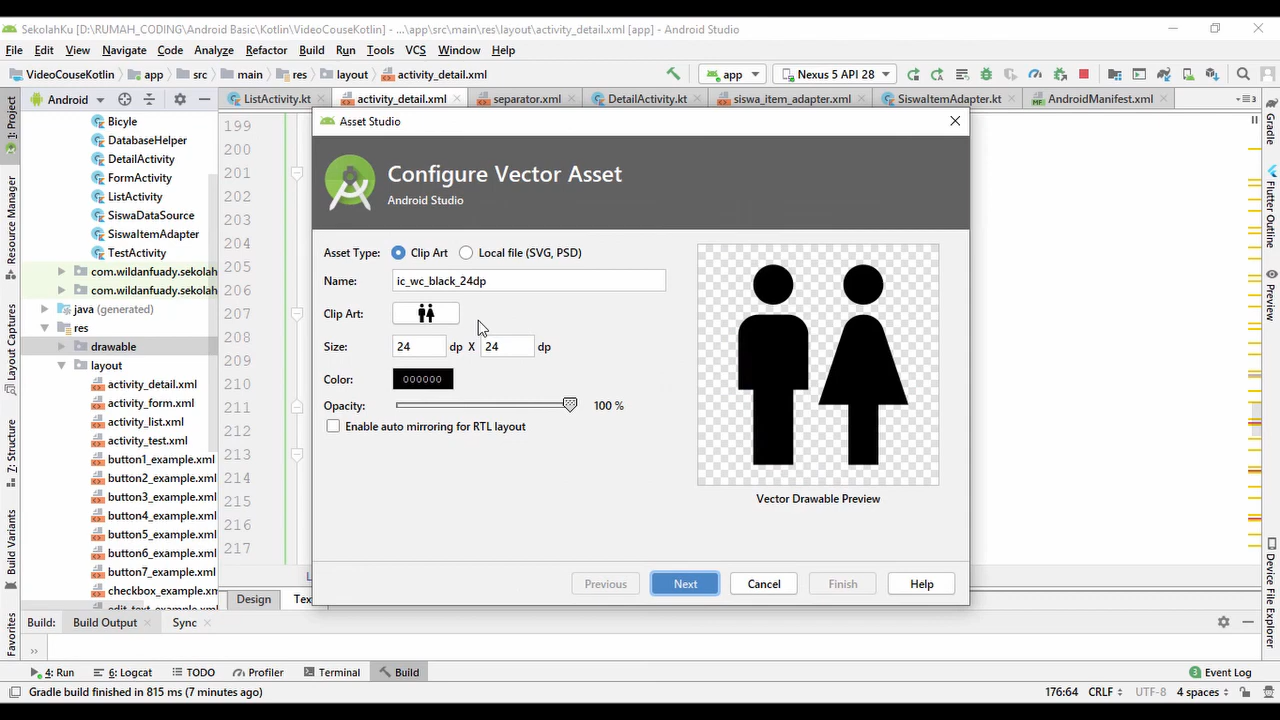 SekolahKu [D:\RUMAH_CODING\Android Basic\Kotlin\VideoCouseKotlin] - ...\app\src\main\res\layout\activity_detail.xml [app] - Android Studio
File Edit View Navigate Code Analyze Refactor Build Run Tools VCS Window Help
VideoCouseKotlin app src main res layout activity_detail.xml app Nexus 5 API 28
Android ListActivity.kt activity_detail.xml separator.xml DetailActivity.kt siswa_item_adapter.xml SiswaItemAdapter.kt AndroidManifest.xml
1: Project
Resource Manager
Layout Captures
7: Structure
Build Variants
Favorites
Bicyle
DatabaseHelper
DetailActivity
FormActivity
ListActivity
SiswaDataSource
SiswaItemAdapter
TestActivity
com.wildanfuady.sekolah
com.wildanfuady.sekolah
java (generated)
res
drawable
layout
activity_detail.xml
activity_form.xml
activity_list.xml
activity_test.xml
button1_example.xml
button2_example.xml
button3_example.xml
button4_example.xml
button5_example.xml
button6_example.xml
button7_example.xml
checkbox_example.xm
edit_text_example.xml
199
200
201
202
203
204
205
206
207
208
209
210
211
212
213
214
215
216
217
Asset Studio
Configure Vector Asset
Android Studio
Asset Type: Clip Art Local file (SVG, PSD)
Name: ic_wc_black_24dp
Clip Art:
Size: 24 dp X 24 dp
Color: 000000
Opacity: 100 %
Enable auto mirroring for RTL layout
Vector Drawable Preview
Previous Next Cancel Finish Help
Gradle
Flutter Outline
Preview
Device File Explorer
Design Tex
Build: Build Output Sync
4: Run 6: Logcat TODO Profiler Terminal Build 3 Event Log
Gradle build finished in 815 ms (7 minutes ago) 176:64 CRLF UTF-8 4 spaces